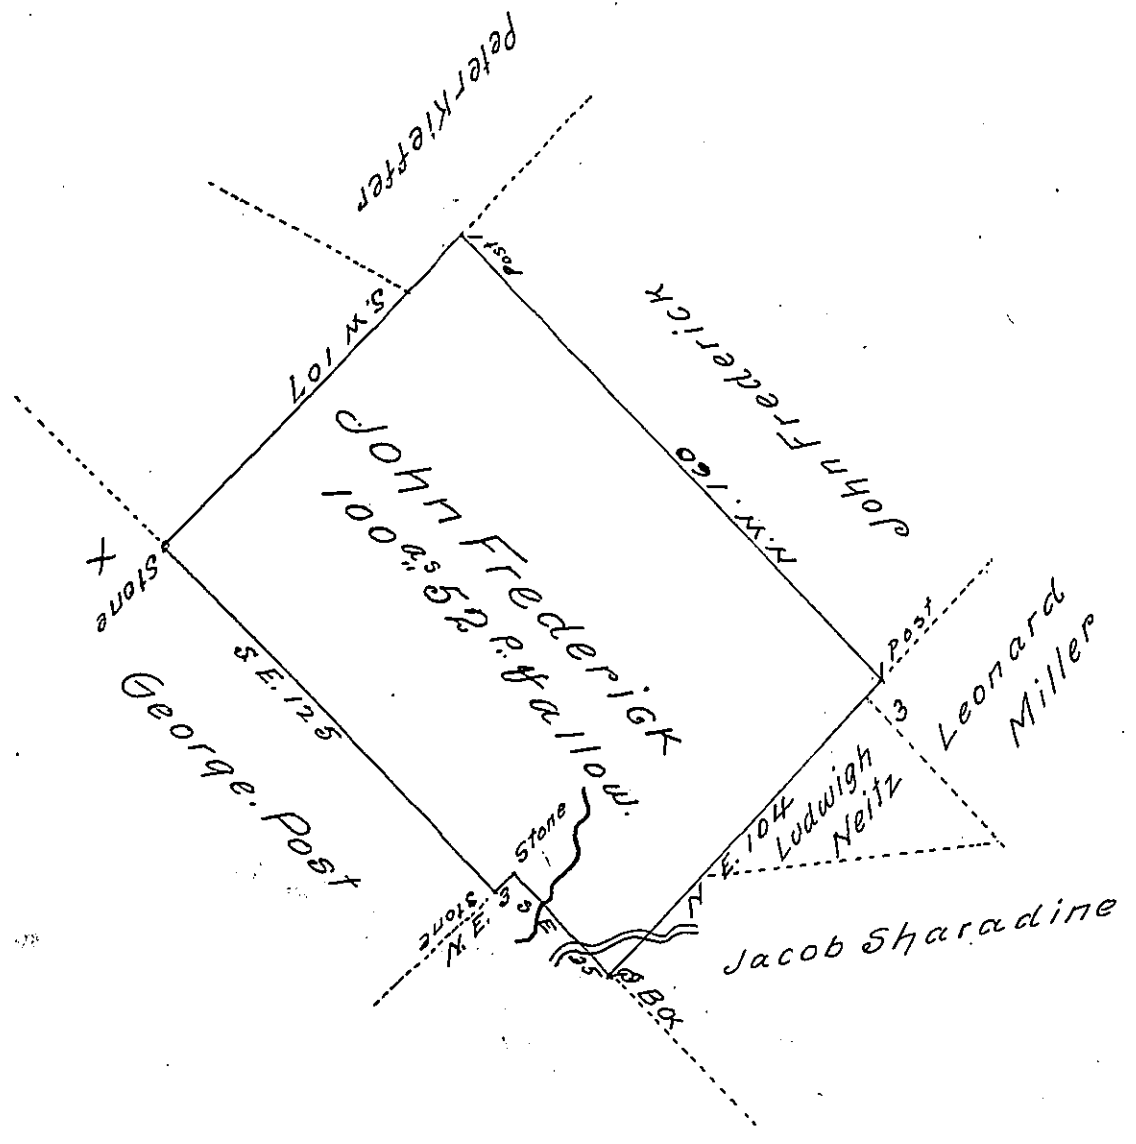 Peter Kieffer
Post
S. W 107
John Frederick
N. W. 160
John Frederick
100 as. 52 P. & allow.
Stone
George. Post
S. E. 125
Post
3
Leonard
Miller
Ludwigh
Neitz
N E. 104
Stone
Stone
N. E. 3
S E 25
Jacob Sharadine